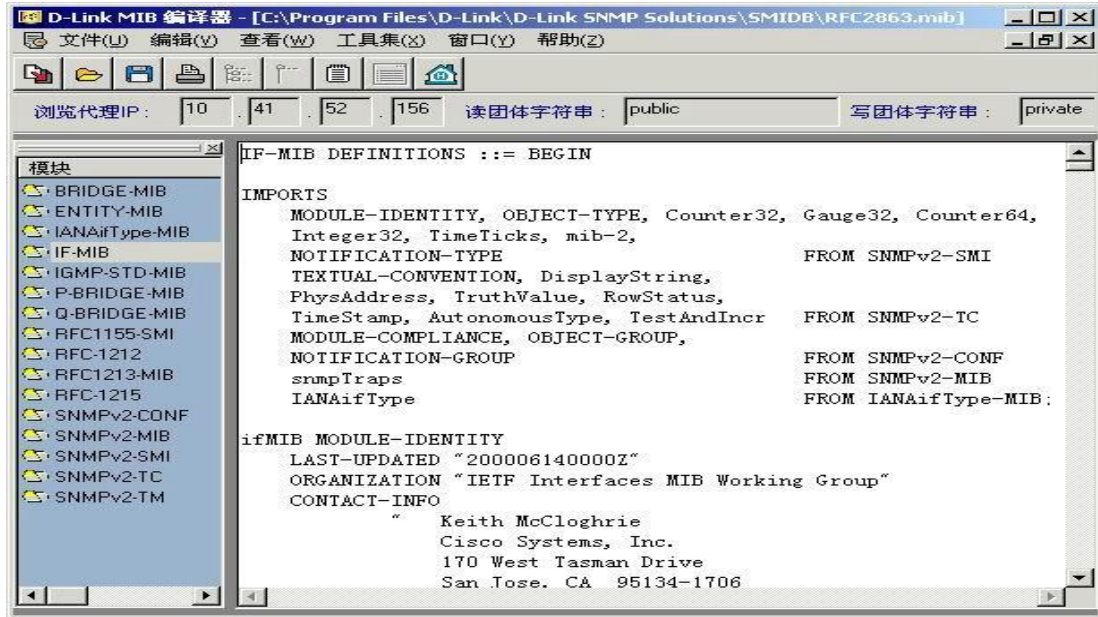 D-Link MIB 编译器 - [C:\Program Files\D-Link\D-Link SNMP Solutions\SMIDB\RFC2863.mib]
文件(U) 编辑(V) 查看(W) 工具集(X) 窗口(Y) 帮助(Z)
浏览代理IP: 10 . 41 . 52 . 156 读团体字符串: public 写团体字符串: private
模块
BRIDGE-MIB
ENTITY-MIB
IANAifType-MIB
IF-MIB
IGMP-STD-MIB
P-BRIDGE-MIB
Q-BRIDGE-MIB
RFC1155-SMI
RFC-1212
RFC1213-MIB
RFC-1215
SNMPv2-CONF
SNMPv2-MIB
SNMPv2-SMI
SNMPv2-TC
SNMPv2-TM
IF-MIB DEFINITIONS ::= BEGIN
IMPORTS
MODULE-IDENTITY, OBJECT-TYPE, Counter32, Gauge32, Counter64,
Integer32, TimeTicks, mib-2,
NOTIFICATION-TYPE FROM SNMPv2-SMI
TEXTUAL-CONVENTION, DisplayString,
PhysAddress, TruthValue, RowStatus,
TimeStamp, AutonomousType, TestAndIncr FROM SNMPv2-TC
MODULE-COMPLIANCE, OBJECT-GROUP,
NOTIFICATION-GROUP FROM SNMPv2-CONF
snmpTraps FROM SNMPv2-MIB
IANAifType FROM IANAifType-MIB;
ifMIB MODULE-IDENTITY
LAST-UPDATED "200006140000Z"
ORGANIZATION "IETF Interfaces MIB Working Group"
CONTACT-INFO
" Keith McCloghrie
Cisco Systems, Inc.
170 West Tasman Drive
San Jose, CA 95134-1706